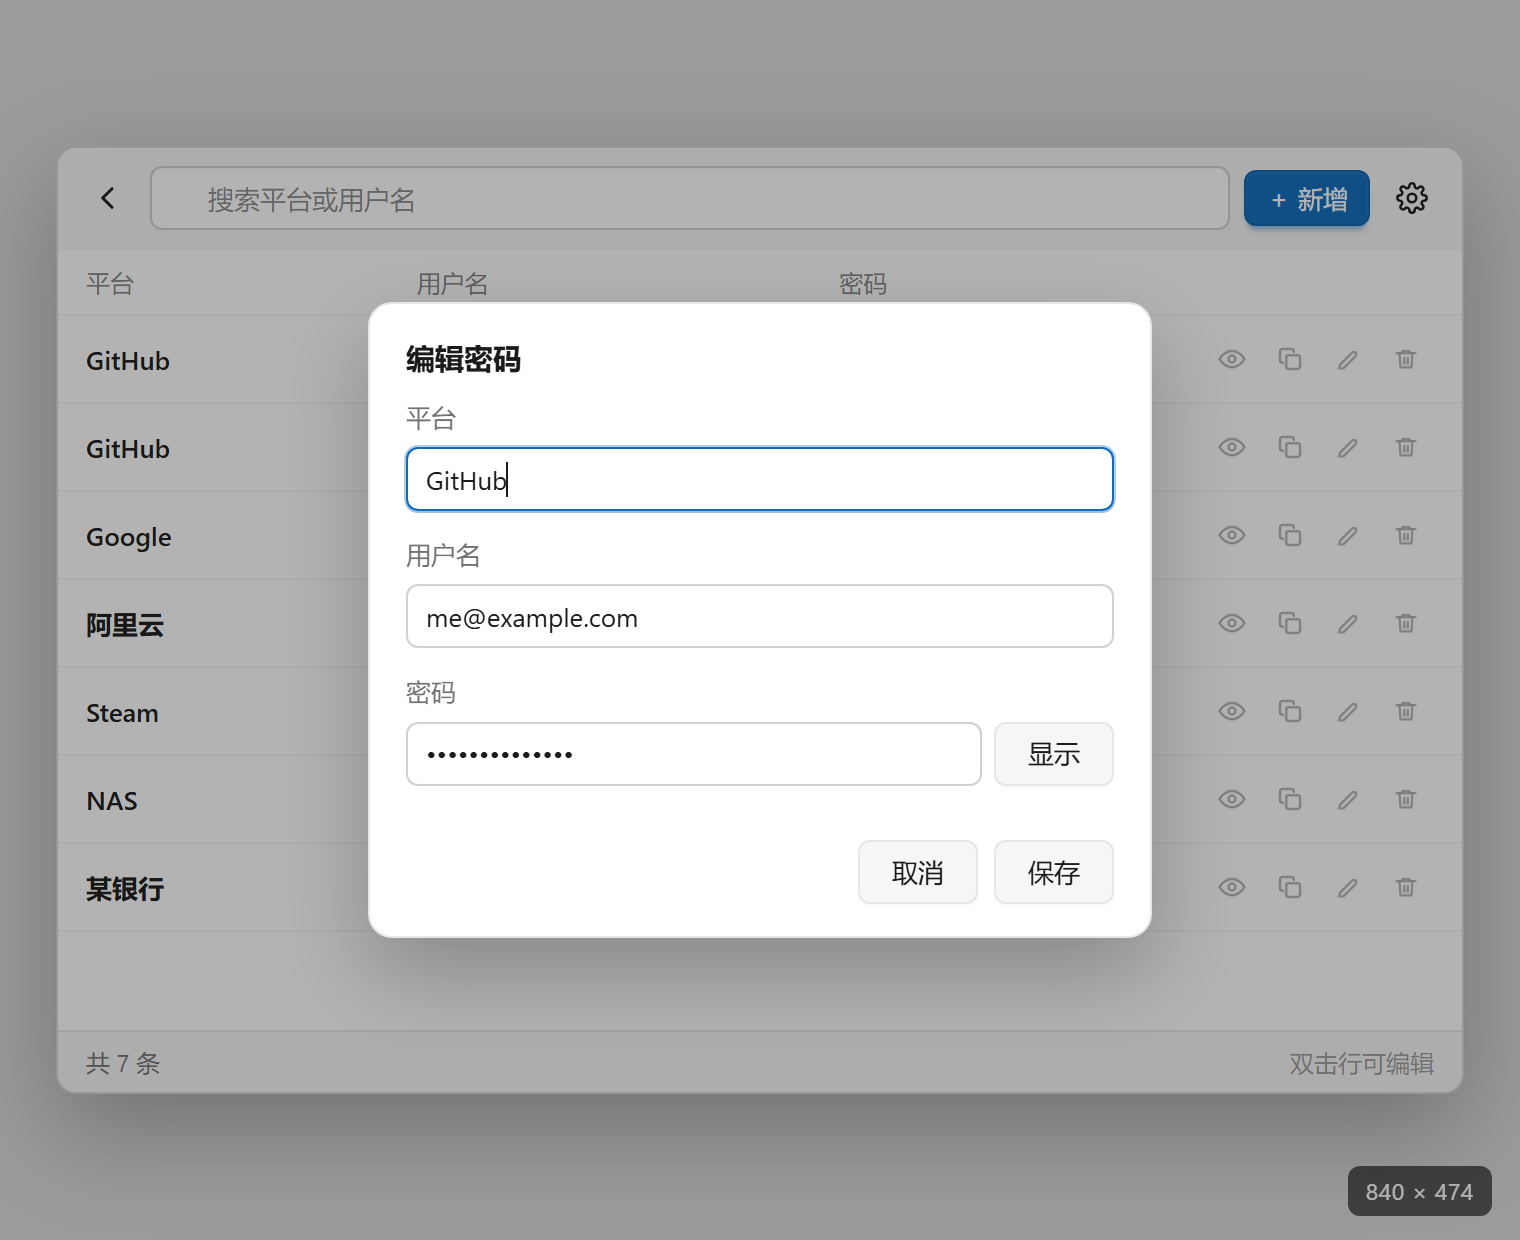 搜索平台或用户名
+ 新增
平台 用户名 密码
GitHub
GitHub
Google
阿里云
Steam
NAS
某银行
编辑密码
平台
GitHub
用户名
me@example.com
密码
••••••••••••••
显示
取消 保存
共 7 条
双击行可编辑
840 × 474